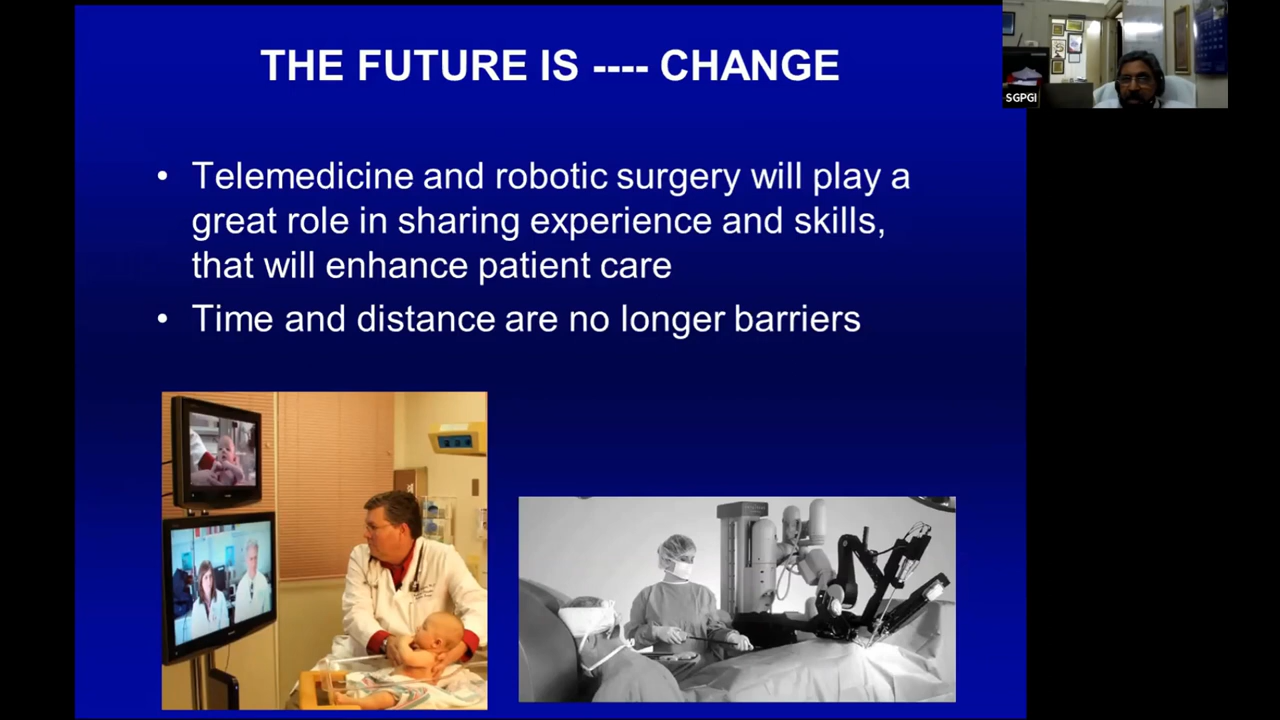 THE FUTURE IS ---- CHANGE
• Telemedicine and robotic surgery will play a
great role in sharing experience and skills,
that will enhance patient care
• Time and distance are no longer barriers
SGPGI